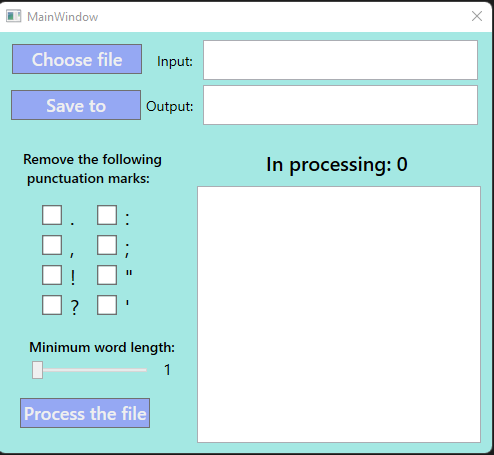 MainWindow
Choose file Input:
Save to Output:
Remove the following
punctuation marks:
In processing: 0
. :
, ;
! "
? '
Minimum word length:
1
Process the file